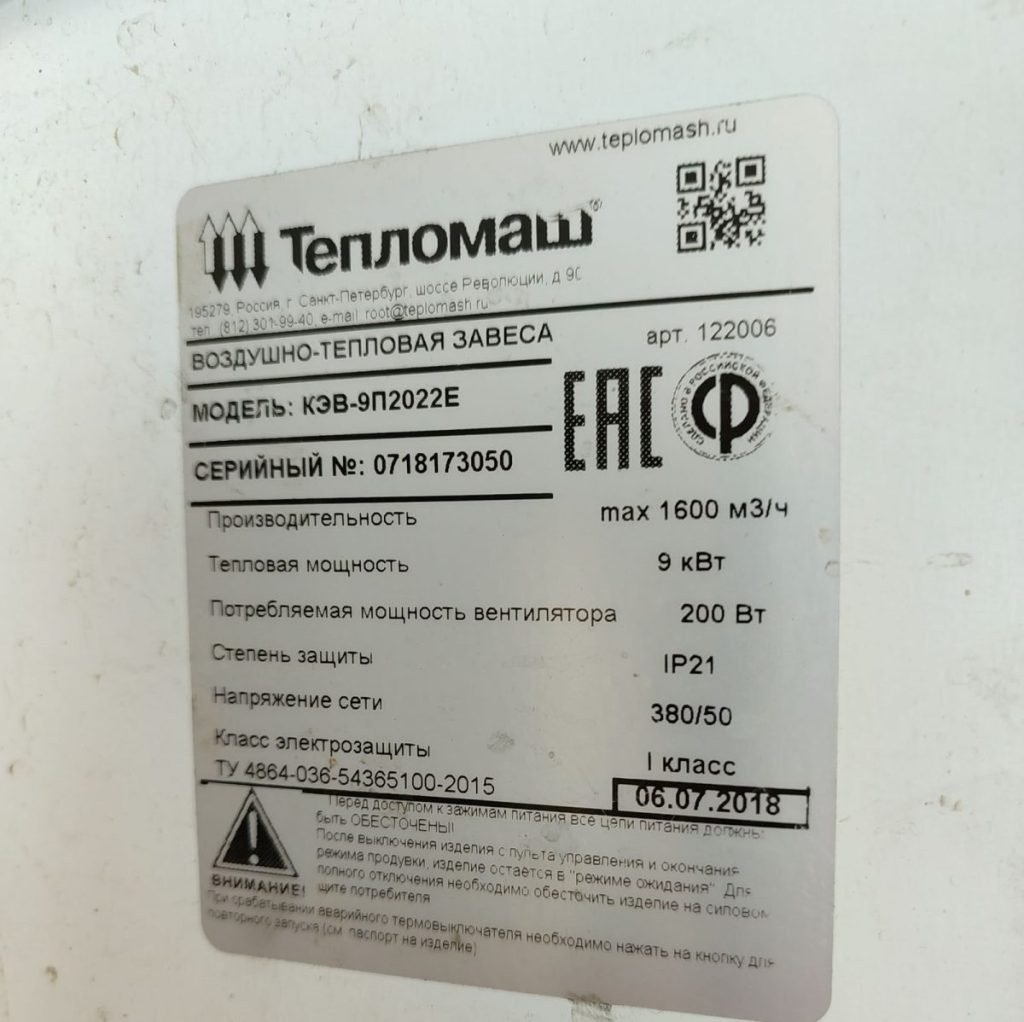 www.teplomash.ru
Тепломаш®
195279, Россия, г. Санкт-Петербург, шоссе Революции, д 90
тел. (812) 301-99-40, e-mail: root@teplomash.ru
ВОЗДУШНО-ТЕПЛОВАЯ ЗАВЕСА
арт. 122006
МОДЕЛЬ: КЭВ-9П2022Е
ЕАС
СДЕЛАНО В РОССИЙСКОЙ ФЕДЕРАЦИИ
СЕРИЙНЫЙ №: 0718173050
Производительность max 1600 м3/ч
Тепловая мощность 9 кВт
Потребляемая мощность вентилятора 200 Вт
Степень защиты IP21
Напряжение сети 380/50
Класс электрозащиты I класс
ТУ 4864-036-54365100-2015
06.07.2018
Перед доступом к зажимам питания все цепи питания должны
быть ОБЕСТОЧЕНЫ!
После выключения изделия с пульта управления и окончания
режима продувки, изделие остается в "режиме ожидания". Для
полного отключения необходимо обесточить изделие на силовом
щите потребителя
ВНИМАНИЕ!
При срабатывании аварийного термовыключателя необходимо нажать на кнопку для
повторного запуска (см. паспорт на изделие)